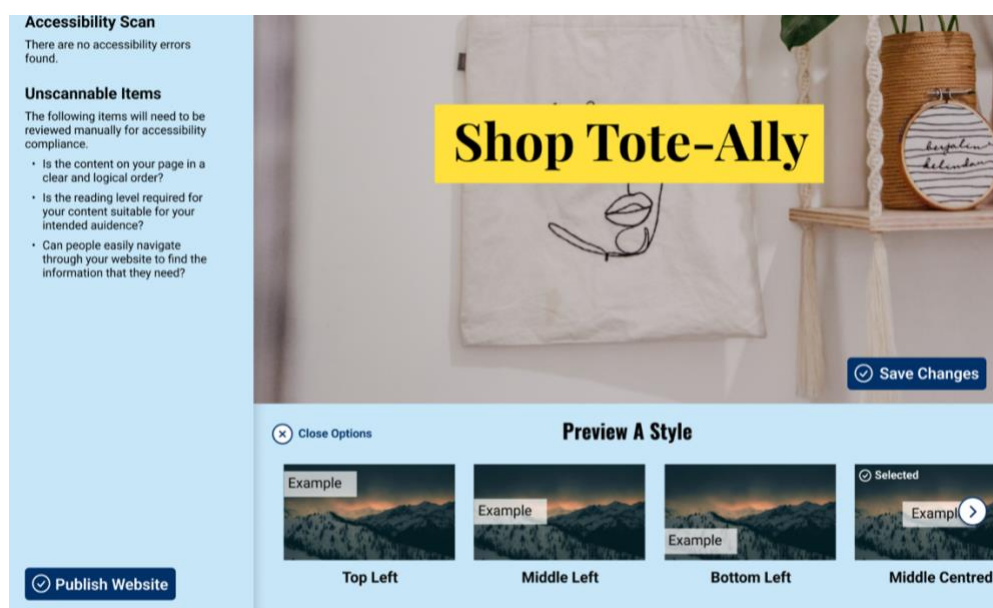 Accessibility Scan
There are no accessibility errors
found.
Unscannable Items
The following items will need to be
reviewed manually for accessibility
compliance.
• Is the content on your page in a
clear and logical order?
• Is the reading level required for
your content suitable for your
intended auidence?
• Can people easily navigate
through your website to find the
information that they need?
Publish Website
Shop Tote-Ally
Save Changes
Close Options
Preview A Style
Example
Top Left
Example
Middle Left
Example
Bottom Left
Selected
Exampl
Middle Centred